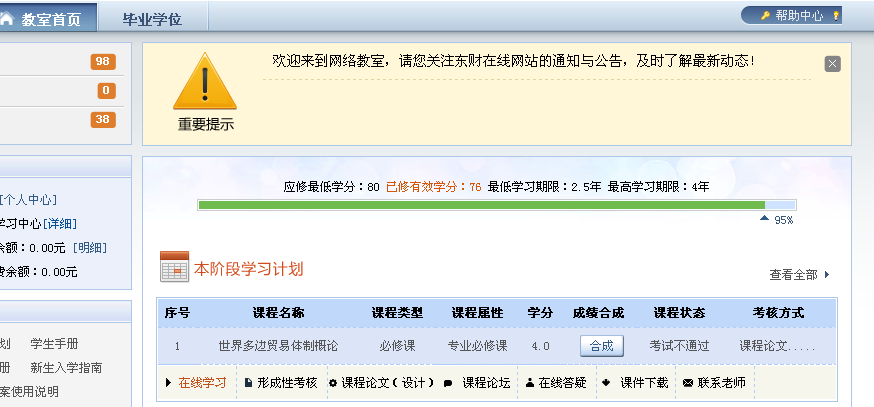 教室首页 毕业学位 帮助中心
98
0
38
欢迎来到网络教室，请您关注东财在线网站的通知与公告，及时了解最新动态！
重要提示
[个人中心]
学习中心[详细]
余额：0.00元 [明细]
费余额：0.00元
应修最低学分：80 已修有效学分：76 最低学习期限：2.5年 最高学习期限：4年
95%
本阶段学习计划
查看全部
序号 课程名称 课程类型 课程属性 学分 成绩合成 课程状态 考核方式
1 世界多边贸易体制概论 必修课 专业必修课 4.0 合成 考试不通过 课程论文.....
在线学习 形成性考核 课程论文（设计） 课程论坛 在线答疑 课件下载 联系老师
划 学生手册
册 新生入学指南
案使用说明